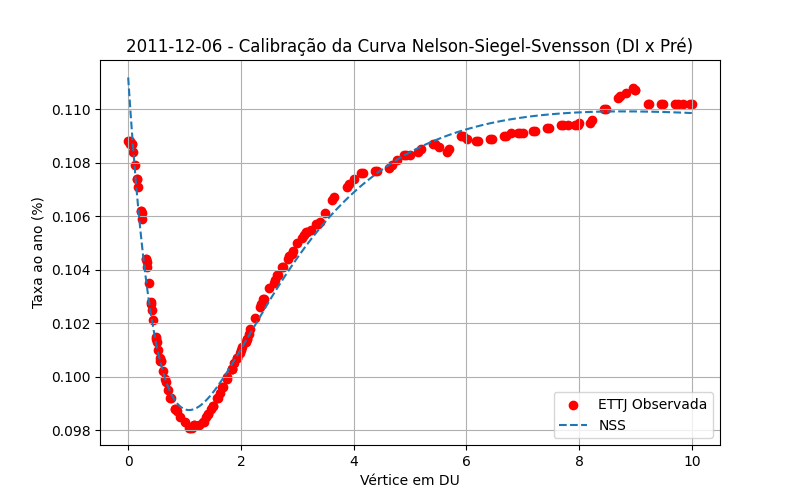 2011-12-06 - Calibração da Curva Nelson-Siegel-Svensson (DI x Pré)
Taxa ao ano (%)
0.110
0.108
0.106
0.104
0.102
0.100
0.098
ETTJ Observada
NSS
0 2 4 6 8 10
Vértice em DU